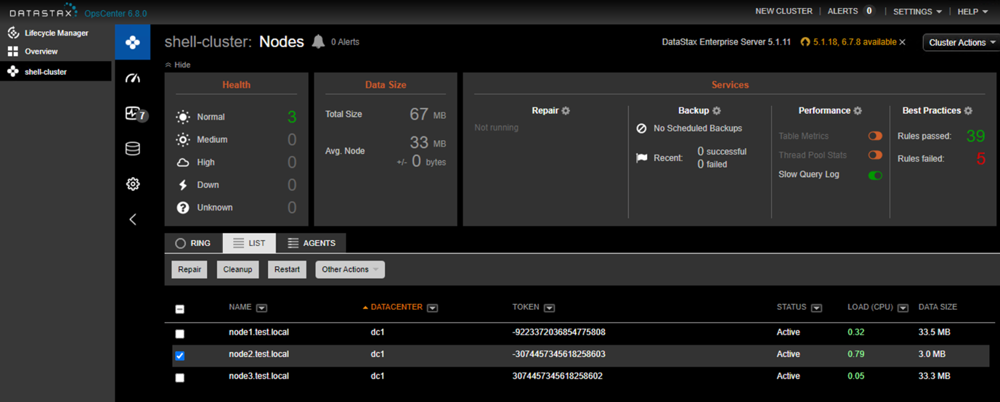 DATASTAX OpsCenter 6.8.0
NEW CLUSTER | ALERTS 0 | SETTINGS | HELP
Lifecycle Manager
Overview
shell-cluster
7
shell-cluster: Nodes 0 Alerts
DataStax Enterprise Server 5.1.11 5.1.18, 6.7.8 available
Cluster Actions
Hide
Health
Normal 3
Medium 0
High 0
Down 0
Unknown 0
Data Size
Total Size 67 MB
Avg. Node 33 MB
+/- 0 bytes
Services
Repair
Not running
Backup
No Scheduled Backups
Recent: 0 successful
0 failed
Performance
Table Metrics
Thread Pool Stats
Slow Query Log
Best Practices
Rules passed: 39
Rules failed: 5
RING LIST AGENTS
Repair Cleanup Restart Other Actions
NAME DATACENTER TOKEN STATUS LOAD (CPU) DATA SIZE
node1.test.local dc1 -9223372036854775808 Active 0.32 33.5 MB
node2.test.local dc1 -3074457345618258603 Active 0.79 3.0 MB
node3.test.local dc1 3074457345618258602 Active 0.05 33.3 MB